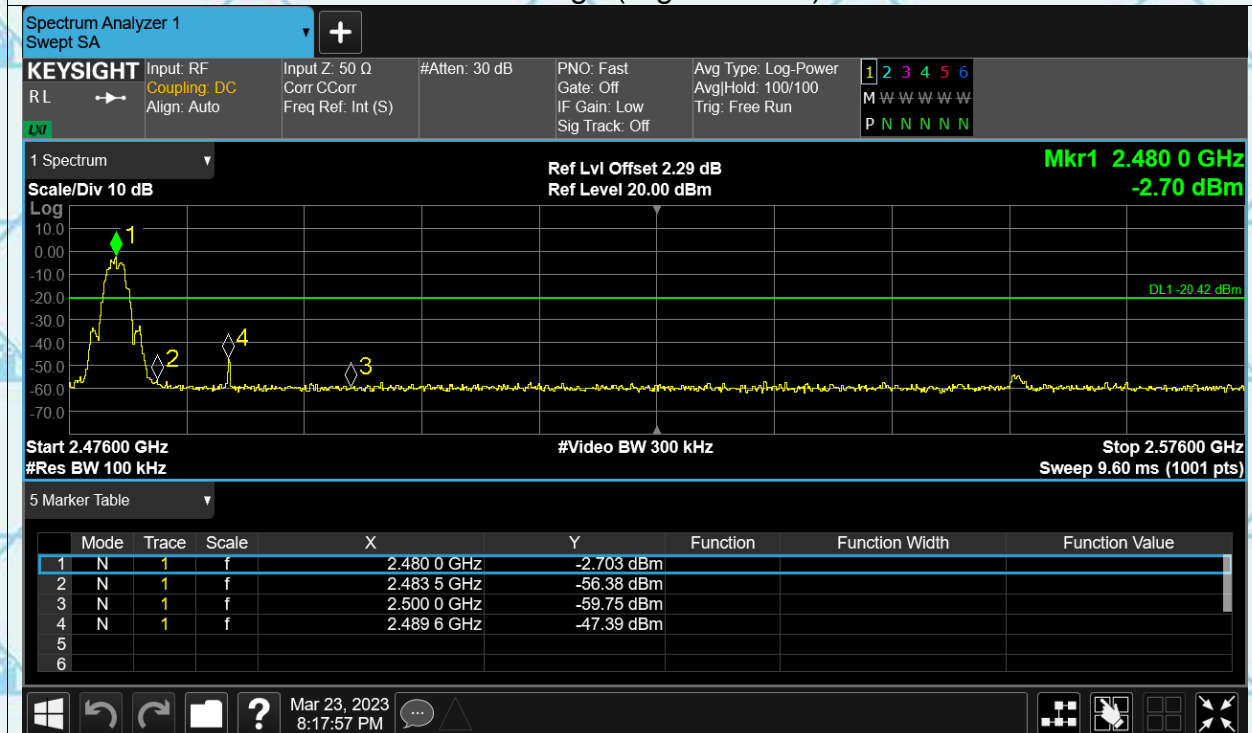 Spectrum Analyzer 1
Swept SA
+
KEYSIGHT Input: RF Input Z: 50 Ω #Atten: 30 dB PNO: Fast Avg Type: Log-Power 1 2 3 4 5 6
R L Coupling: DC Corr CCorr Gate: Off Avg|Hold: 100/100 M W W W W W
Align: Auto Freq Ref: Int (S) IF Gain: Low Trig: Free Run P N N N N N
LXI Sig Track: Off
1 Spectrum Ref Lvl Offset 2.29 dB Mkr1 2.480 0 GHz
Scale/Div 10 dB Ref Level 20.00 dBm -2.70 dBm
Log
10.0
0.00
-10.0
-20.0
-30.0
-40.0
-50.0
-60.0
-70.0
1
DL1 -20.42 dBm
4
2
3
Start 2.47600 GHz #Video BW 300 kHz Stop 2.57600 GHz
#Res BW 100 kHz Sweep 9.60 ms (1001 pts)
5 Marker Table
Mode Trace Scale X Y Function Function Width Function Value
1 N 1 f 2.480 0 GHz -2.703 dBm
2 N 1 f 2.483 5 GHz -56.38 dBm
3 N 1 f 2.500 0 GHz -59.75 dBm
4 N 1 f 2.489 6 GHz -47.39 dBm
5
6
? Mar 23, 2023
8:17:57 PM